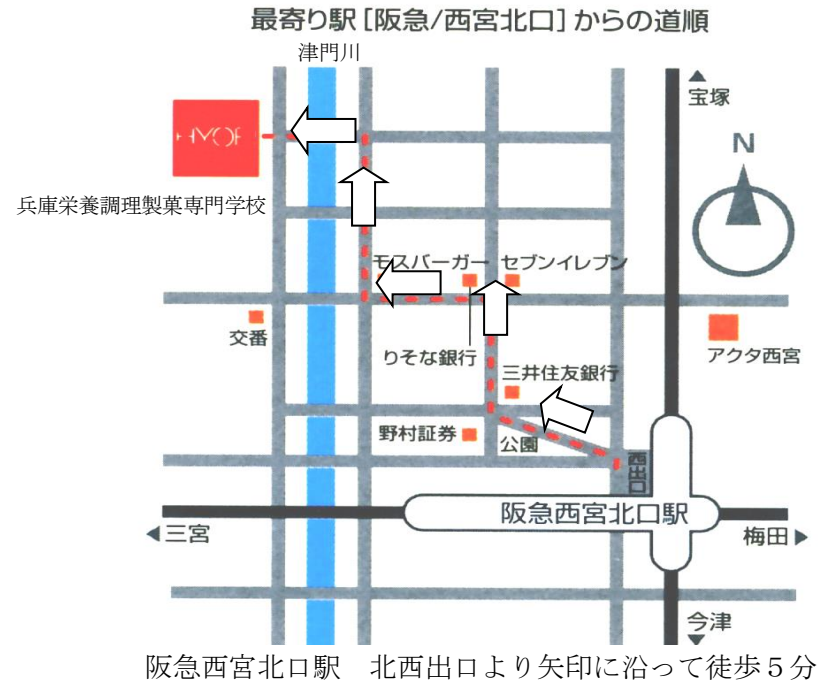 最寄り駅[阪急/西宮北口]からの道順
津門川
宝塚
N
兵庫栄養調理製菓専門学校
モスバーガー
セブンイレブン
交番
りそな銀行
アクタ西宮
三井住友銀行
野村証券
公園
西出口
阪急西宮北口駅
三宮
梅田
今津
阪急西宮北口駅　北西出口より矢印に沿って徒歩５分